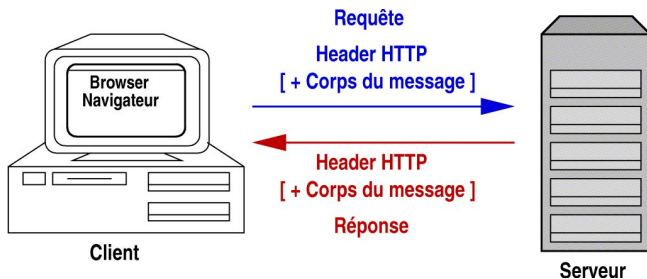 Requête
Header HTTP
[ + Corps du message ]
Browser
Navigateur
Header HTTP
[ + Corps du message ]
Réponse
Client
Serveur